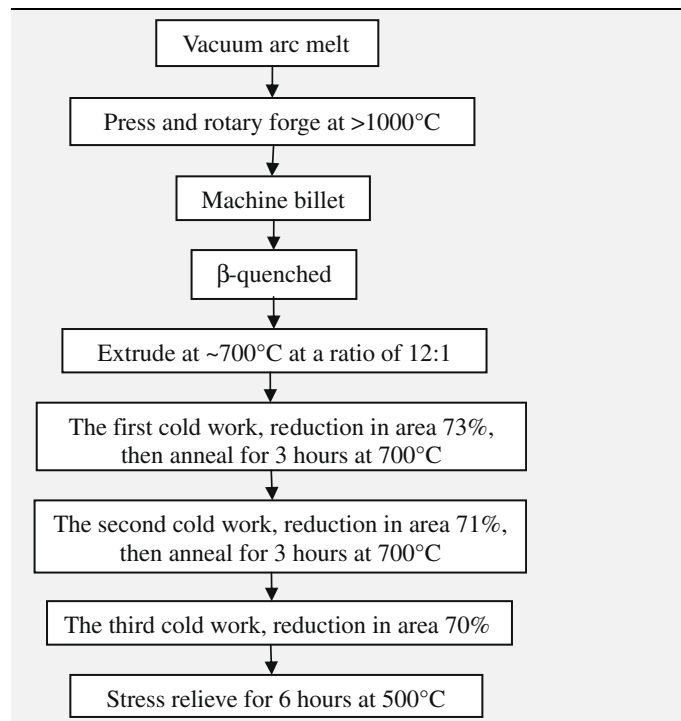 Vacuum arc melt
Press and rotary forge at >1000°C
Machine billet
β-quenched
Extrude at ~700°C at a ratio of 12:1
The first cold work, reduction in area 73%,
then anneal for 3 hours at 700°C
The second cold work, reduction in area 71%,
then anneal for 3 hours at 700°C
The third cold work, reduction in area 70%
Stress relieve for 6 hours at 500°C